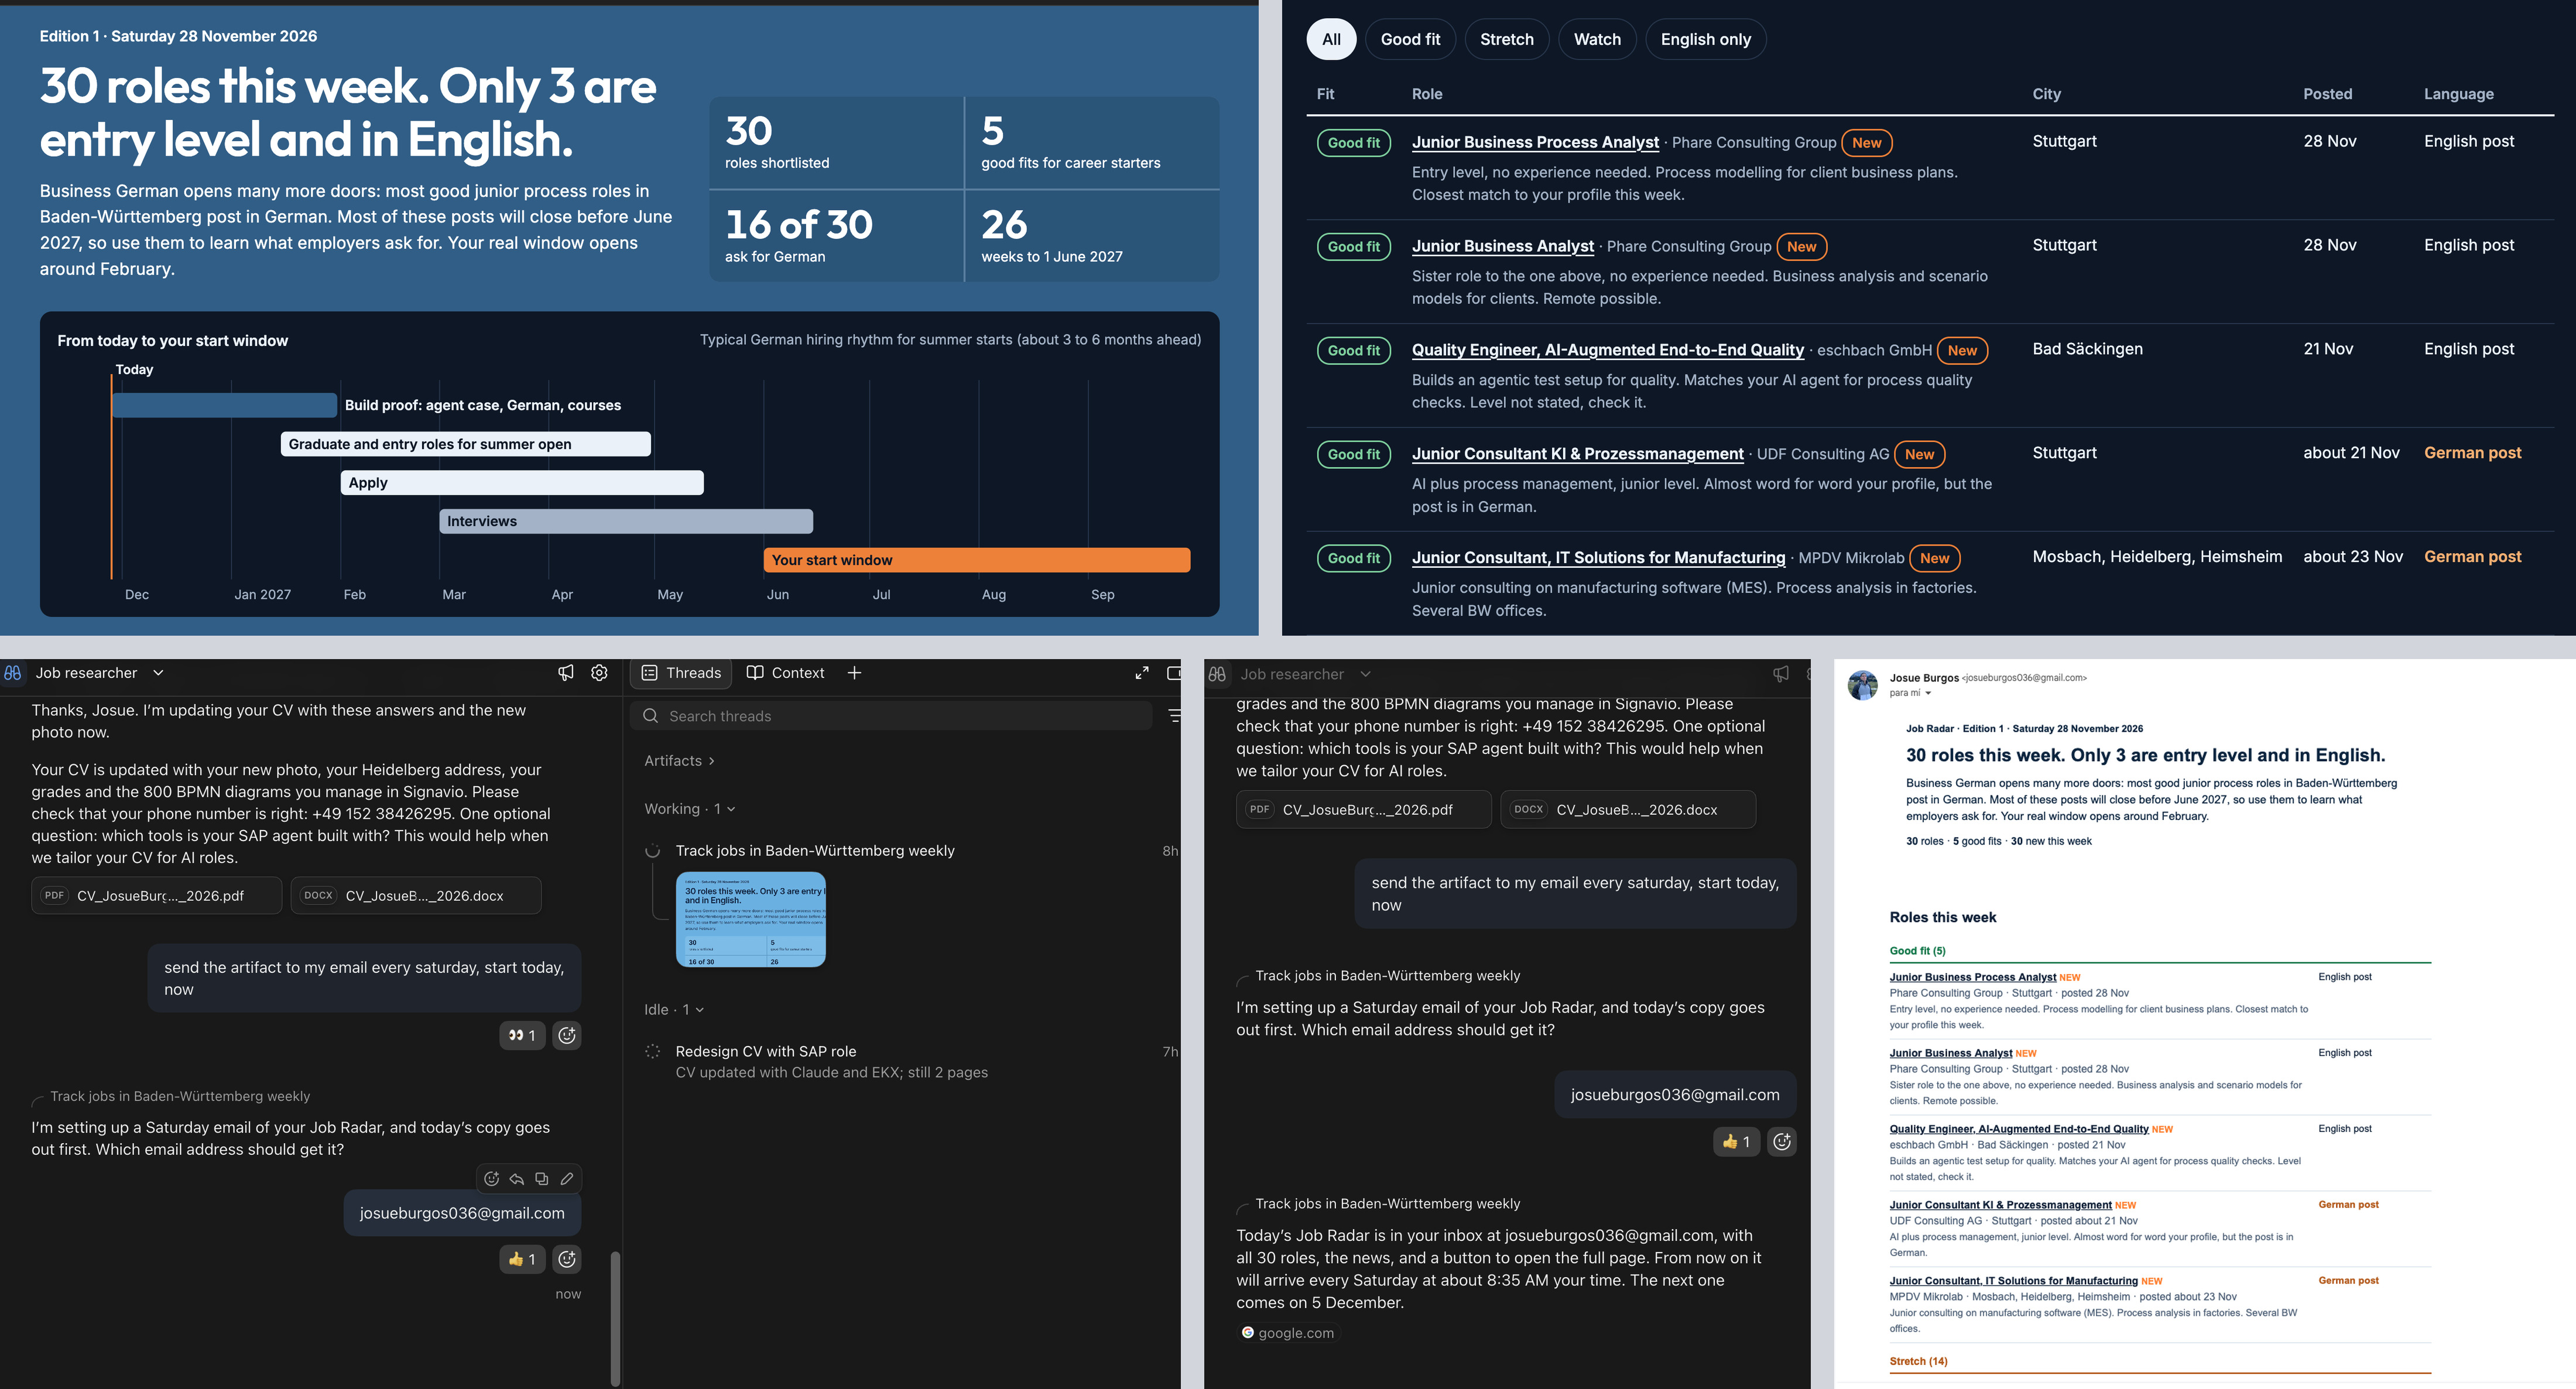 Edition 1 · Saturday 28 November 2026
30 roles this week. Only 3 are
entry level and in English.
Business German opens many more doors: most good junior process roles in
Baden-Württemberg post in German. Most of these posts will close before June
2027, so use them to learn what employers ask for. Your real window opens
around February.
30
roles shortlisted
5
good fits for career starters
16 of 30
ask for German
26
weeks to 1 June 2027
From today to your start window
Typical German hiring rhythm for summer starts (about 3 to 6 months ahead)
Today
Build proof: agent case, German, courses
Graduate and entry roles for summer open
Apply
Interviews
Your start window
Dec Jan 2027 Feb Mar Apr May Jun Jul Aug Sep
All Good fit Stretch Watch English only
Fit Role City Posted Language
Good fit Junior Business Process Analyst · Phare Consulting Group New Stuttgart 28 Nov English post
Entry level, no experience needed. Process modelling for client business plans.
Closest match to your profile this week.
Good fit Junior Business Analyst · Phare Consulting Group New Stuttgart 28 Nov English post
Sister role to the one above, no experience needed. Business analysis and scenario
models for clients. Remote possible.
Good fit Quality Engineer, AI-Augmented End-to-End Quality · eschbach GmbH New Bad Säckingen 21 Nov English post
Builds an agentic test setup for quality. Matches your AI agent for process quality
checks. Level not stated, check it.
Good fit Junior Consultant KI & Prozessmanagement · UDF Consulting AG New Stuttgart about 21 Nov German post
AI plus process management, junior level. Almost word for word your profile, but the
post is in German.
Good fit Junior Consultant, IT Solutions for Manufacturing · MPDV Mikrolab New Mosbach, Heidelberg, Heimsheim about 23 Nov German post
Junior consulting on manufacturing software (MES). Process analysis in factories.
Several BW offices.
Job researcher
Thanks, Josue. I'm updating your CV with these answers and the new
photo now.
Your CV is updated with your new photo, your Heidelberg address, your
grades and the 800 BPMN diagrams you manage in Signavio. Please
check that your phone number is right: +49 152 38426295. One optional
question: which tools is your SAP agent built with? This would help when
we tailor your CV for AI roles.
PDF CV_JosueBurg..._2026.pdf DOCX CV_JosueB..._2026.docx
send the artifact to my email every saturday, start today,
now
👀 1
Track jobs in Baden-Württemberg weekly
I'm setting up a Saturday email of your Job Radar, and today's copy goes
out first. Which email address should get it?
josueburgos036@gmail.com
👍 1
now
Threads Context
Search threads
Artifacts
Working · 1
Track jobs in Baden-Württemberg weekly 8h
30 roles this week. Only 3 are entry l
and in English.
30
5
16 of 30
26
Idle · 1
Redesign CV with SAP role 7h
CV updated with Claude and EKX; still 2 pages
Job researcher
grades and the 800 BPMN diagrams you manage in Signavio. Please
check that your phone number is right: +49 152 38426295. One optional
question: which tools is your SAP agent built with? This would help when
we tailor your CV for AI roles.
PDF CV_JosueBurg..._2026.pdf DOCX CV_JosueB..._2026.docx
send the artifact to my email every saturday, start today,
now
Track jobs in Baden-Württemberg weekly
I'm setting up a Saturday email of your Job Radar, and today's copy goes
out first. Which email address should get it?
josueburgos036@gmail.com
👍 1
Track jobs in Baden-Württemberg weekly
Today's Job Radar is in your inbox at josueburgos036@gmail.com, with
all 30 roles, the news, and a button to open the full page. From now on it
will arrive every Saturday at about 8:35 AM your time. The next one
comes on 5 December.
google.com
Josue Burgos <josueburgos036@gmail.com>
para mí
Job Radar · Edition 1 · Saturday 28 November 2026
30 roles this week. Only 3 are entry level and in English.
Business German opens many more doors: most good junior process roles in Baden-Württemberg
post in German. Most of these posts will close before June 2027, so use them to learn what
employers ask for. Your real window opens around February.
30 roles · 5 good fits · 30 new this week
Roles this week
Good fit (5)
Junior Business Process Analyst NEW English post
Phare Consulting Group · Stuttgart · posted 28 Nov
Entry level, no experience needed. Process modelling for client business plans. Closest match to
your profile this week.
Junior Business Analyst NEW English post
Phare Consulting Group · Stuttgart · posted 28 Nov
Sister role to the one above, no experience needed. Business analysis and scenario models for
clients. Remote possible.
Quality Engineer, AI-Augmented End-to-End Quality NEW English post
eschbach GmbH · Bad Säckingen · posted 21 Nov
Builds an agentic test setup for quality. Matches your AI agent for process quality checks. Level
not stated, check it.
Junior Consultant KI & Prozessmanagement NEW German post
UDF Consulting AG · Stuttgart · posted about 21 Nov
AI plus process management, junior level. Almost word for word your profile, but the post is in
German.
Junior Consultant, IT Solutions for Manufacturing NEW German post
MPDV Mikrolab · Mosbach, Heidelberg, Heimsheim · posted about 23 Nov
Junior consulting on manufacturing software (MES). Process analysis in factories. Several BW
offices.
Stretch (14)